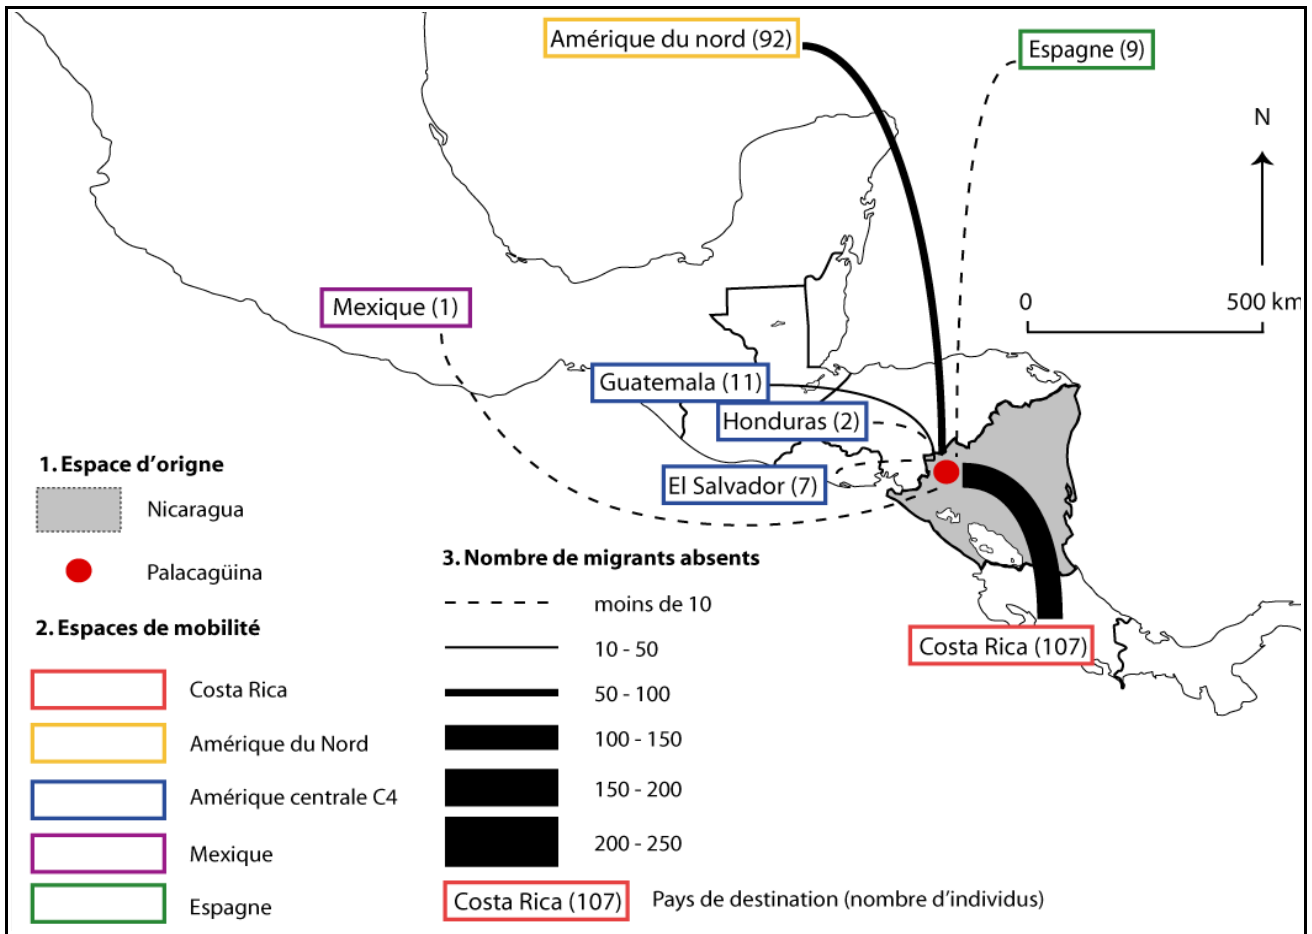 Amérique du nord (92)
Espagne (9)
N
0
500 km
Mexique (1)
Guatemala (11)
Honduras (2)
El Salvador (7)
Costa Rica (107)
1. Espace d’origne
Nicaragua
Palacagüina
2. Espaces de mobilité
Costa Rica
Amérique du Nord
Amérique centrale C4
Mexique
Espagne
3. Nombre de migrants absents
moins de 10
10 - 50
50 - 100
100 - 150
150 - 200
200 - 250
Costa Rica (107)
Pays de destination (nombre d’individus)